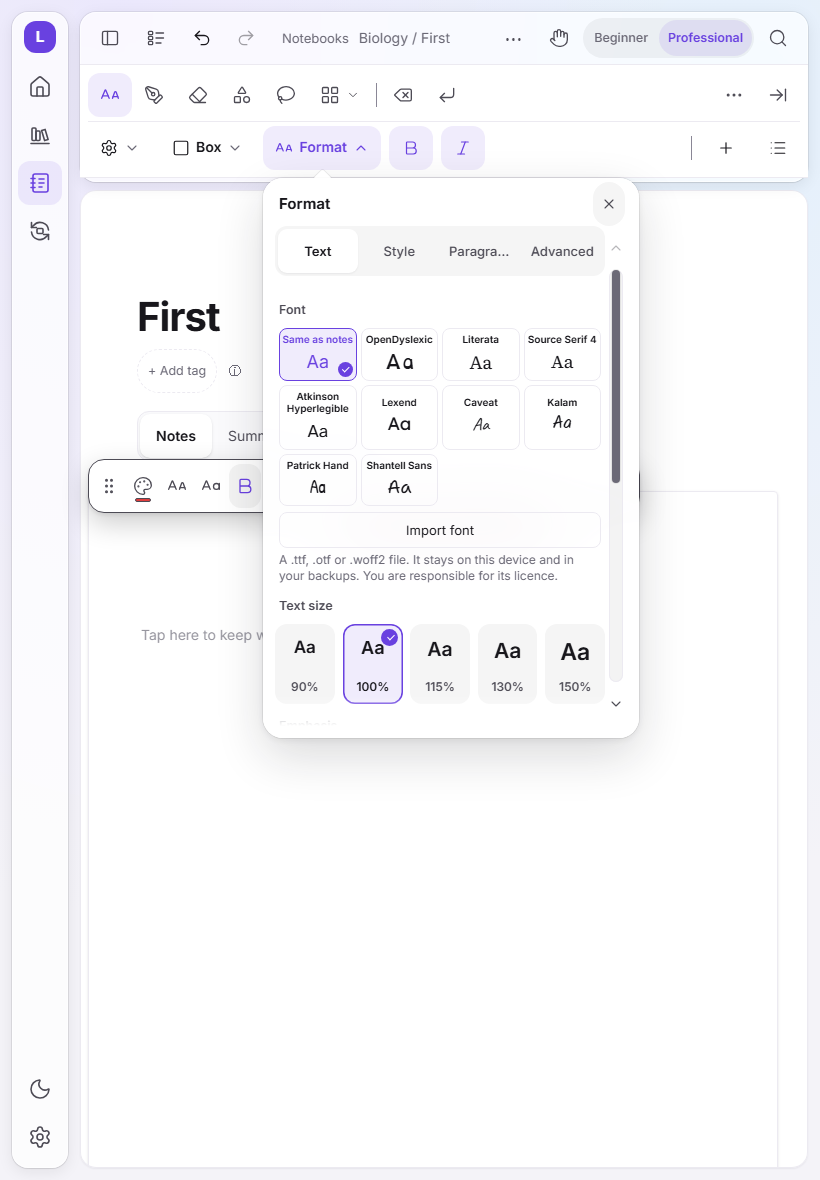 L
Notebooks Biology / First
Beginner Professional
Box
Aa Format
B I
Format
Text Style Paragra... Advanced
First
Font
Same as notes OpenDyslexic Literata Source Serif 4
Aa Aa Aa Aa
+ Add tag
Atkinson Hyperlegible Lexend Caveat Kalam
Aa Aa Aa Aa
Notes Summ
Patrick Hand Shantell Sans
Aa Aa
AA Aa B
Import font
A .ttf, .otf or .woff2 file. It stays on this device and in
your backups. You are responsible for its licence.
Text size
Aa Aa Aa Aa Aa
90% 100% 115% 130% 150%
Tap here to keep w
Emphasis